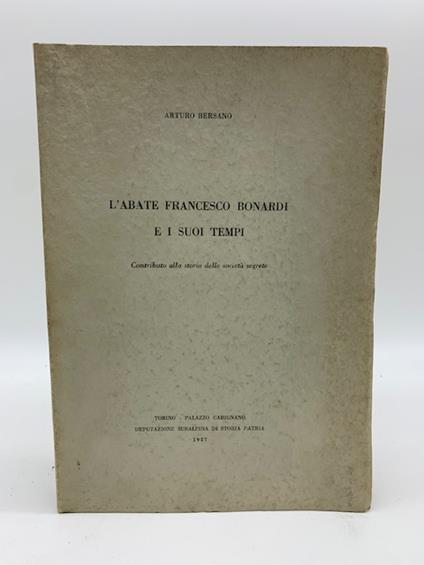 ARTURO BERSANO
L'ABATE FRANCESCO BONARDI
E I SUOI TEMPI
Contributo alla storia delle società segrete
TORINO - PALAZZO CARIGNANO
DEPUTAZIONE SUBALPINA DI STORIA PATRIA
1957